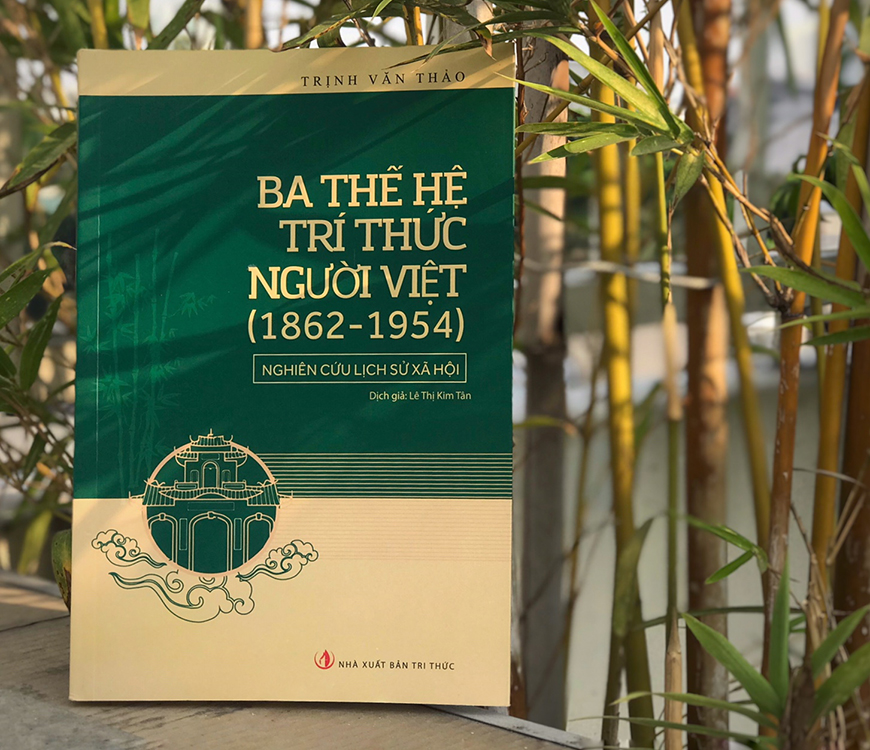 TRỊNH VĂN THẢO
BA THẾ HỆ
TRÍ THỨC
NGƯỜI VIỆT
(1862-1954)
NGHIÊN CỨU LỊCH SỬ XÃ HỘI
Dịch giả: Lê Thị Kim Tân
NHÀ XUẤT BẢN TRI THỨC